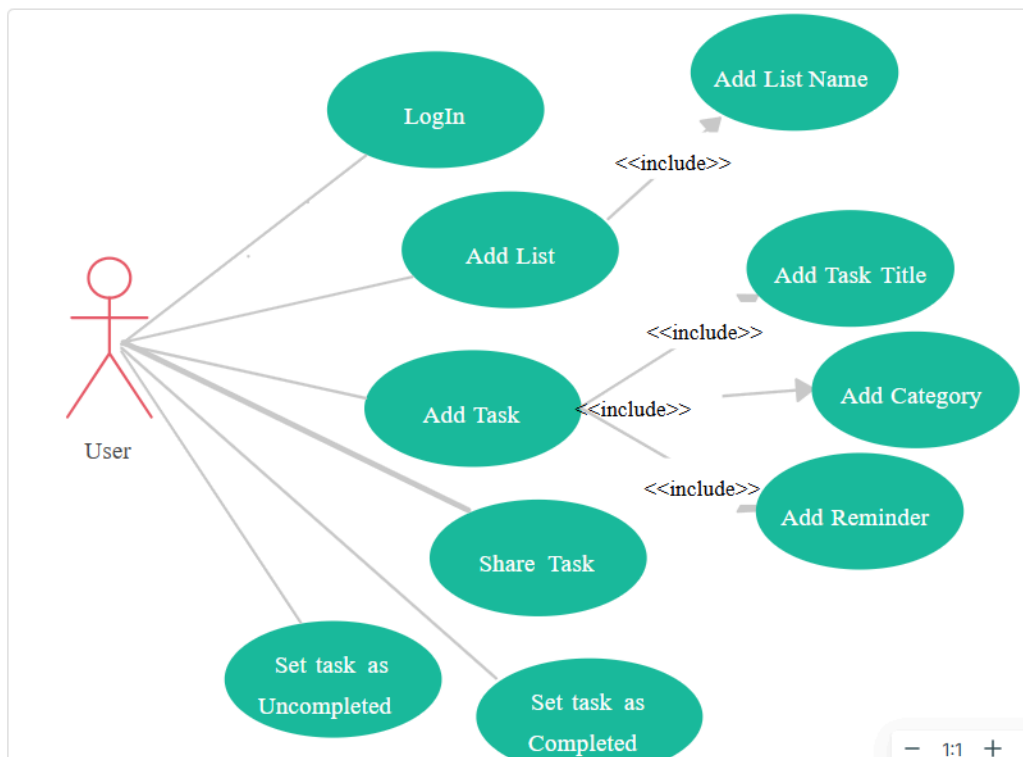 Add List Name
LogIn
<<include>>
Add List
Add Task Title
<<include>>
Add Category
<<include>>
Add Task
User
<<include>>
Add Reminder
Share Task
Set task as
Uncompleted
Set task as
Completed
1:1